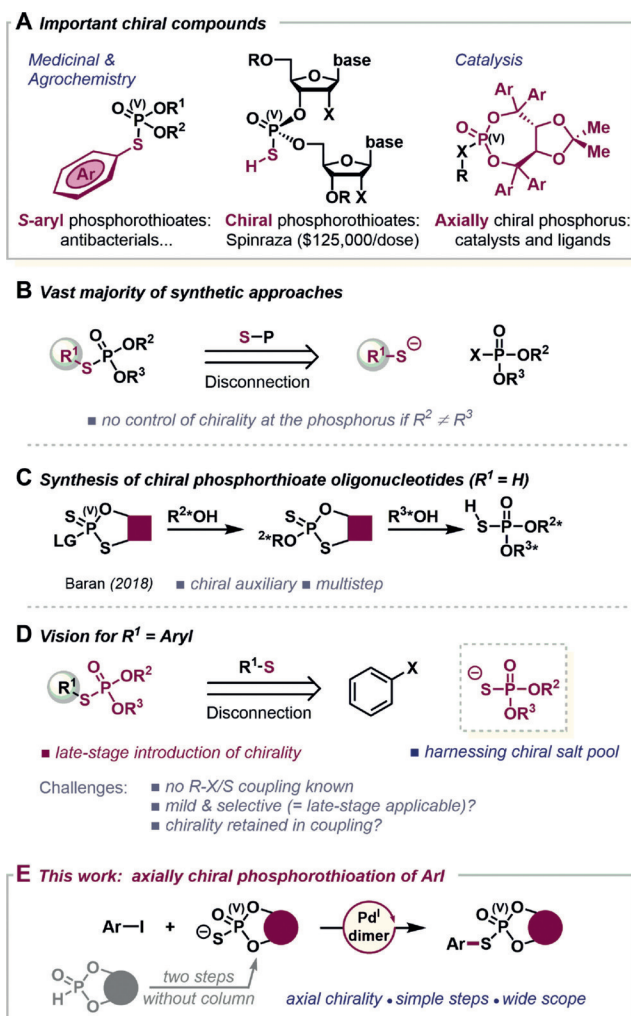 A Important chiral compounds
Medicinal &
Agrochemistry
Catalysis
RO
O
base
X
O (V)
P
OR¹
OR²
S
Ar
O
O
P
S
H
O
O
base
OR X
Ar Ar
O (V)
P
O
O
X
R
O
O
Me
Me
Ar Ar
S-aryl phosphorothioates:
antibacterials...
Chiral phosphorothioates:
Spinraza ($125,000/dose)
Axially chiral phosphorus:
catalysts and ligands
B Vast majority of synthetic approaches
R¹
S
O
P
OR²
OR³
S–P
Disconnection
R¹ S ⊖
X
O
P
OR²
OR³
■ no control of chirality at the phosphorus if R² ≠ R³
C Synthesis of chiral phosphorthioate oligonucleotides (R¹ = H)
S (V)
P
O
LG
S
R²*OH
S
P
O
²*RO
S
R³*OH
H
S
O
P
OR²*
OR³*
Baran (2018)
■ chiral auxiliary ■ multistep
D Vision for R¹ = Aryl
R¹
S
O
P
OR²
OR³
R¹–S
Disconnection
X
⊖
S
O
P
OR²
OR³
■ late-stage introduction of chirality
■ harnessing chiral salt pool
Challenges: ■ no R-X/S coupling known
■ mild & selective (= late-stage applicable)?
■ chirality retained in coupling?
E This work: axially chiral phosphorothioation of ArI
Ar–I +
⊖
S
O (V)
P
O
O
Pdᴵ
dimer
Ar–S
O (V)
P
O
O
O
P
H
O
O
two steps
without column
axial chirality • simple steps • wide scope